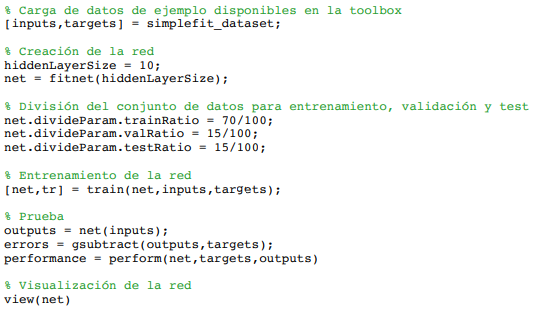 % Carga de datos de ejemplo disponibles en la toolbox
[inputs,targets] = simplefit_dataset;
% Creación de la red
hiddenLayerSize = 10;
net = fitnet(hiddenLayerSize);
% División del conjunto de datos para entrenamiento, validación y test
net.divideParam.trainRatio = 70/100;
net.divideParam.valRatio = 15/100;
net.divideParam.testRatio = 15/100;
% Entrenamiento de la red
[net,tr] = train(net,inputs,targets);
% Prueba
outputs = net(inputs);
errors = gsubtract(outputs,targets);
performance = perform(net,targets,outputs)
% Visualización de la red
view(net)